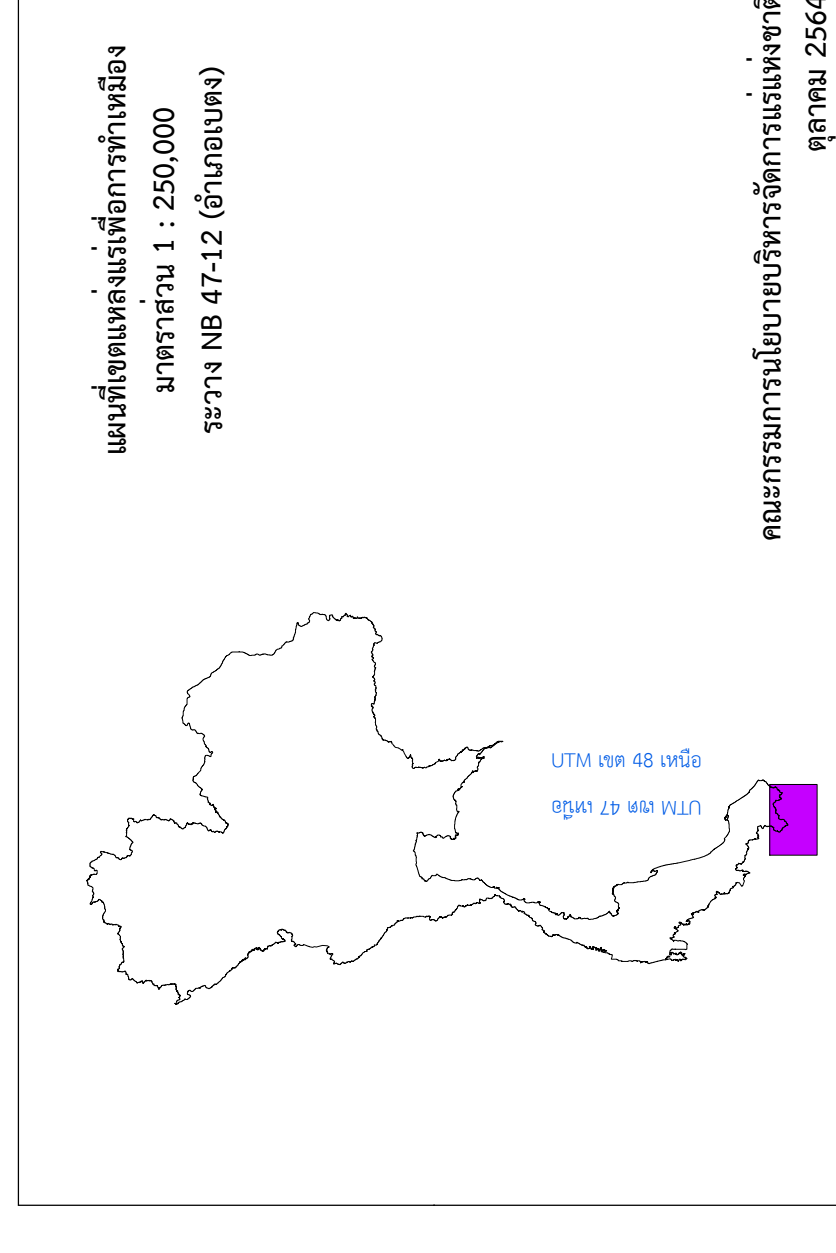 แผนที่เขตแหล่งแร่เพื่อการทำเหมือง
มาตราส่วน 1 : 250,000
ระวาง NB 47-12 (อำเภอเบตง)
UTM เขต 48 เหนือ
UTM เขต 47 เหนือ
คณะกรรมการนโยบายบริหารจัดการแร่แห่งชาติ
ตุลาคม 2564